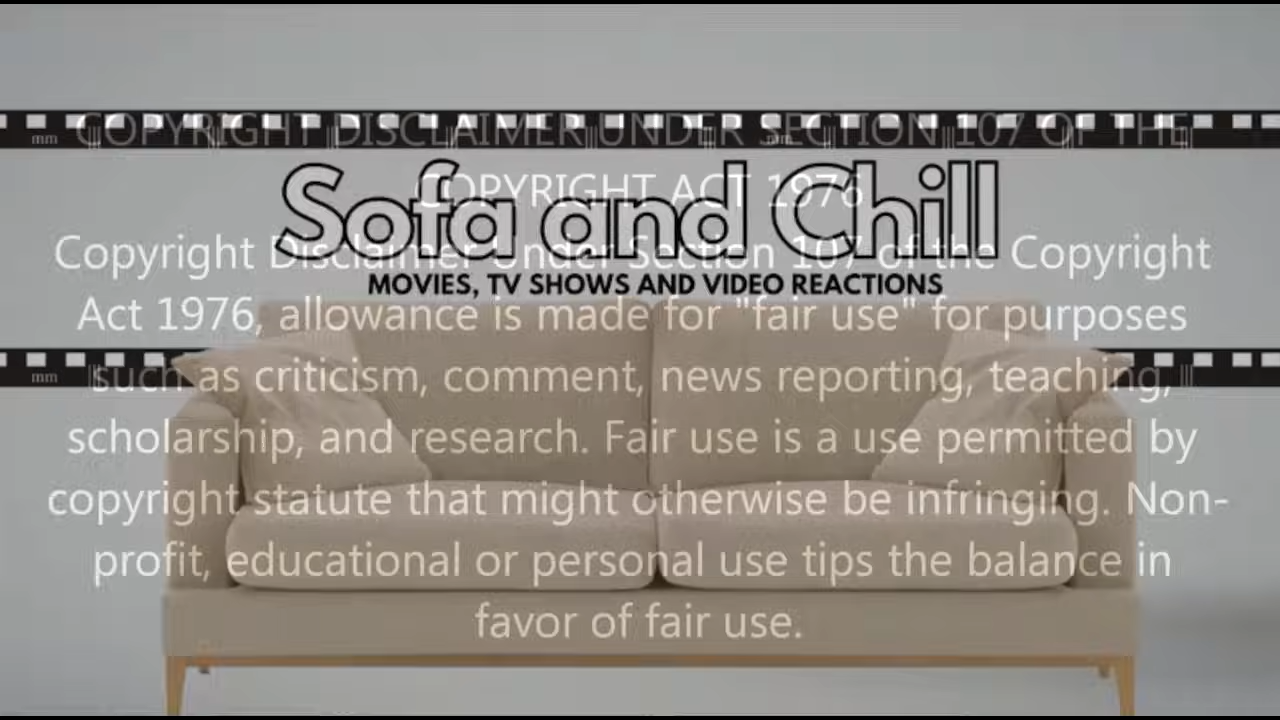 mm
mm
COPYRIGHT DISCLAIMER UNDER SECTION 107 OF THE
COPYRIGHT ACT 1976
Sofa and Chill
Copyright Disclaimer Under Section 107 of the Copyright
MOVIES, TV SHOWS AND VIDEO REACTIONS
Act 1976, allowance is made for "fair use" for purposes
mm
such as criticism, comment, news reporting, teaching,
scholarship, and research. Fair use is a use permitted by
copyright statute that might otherwise be infringing. Non-
profit, educational or personal use tips the balance in
favor of fair use.